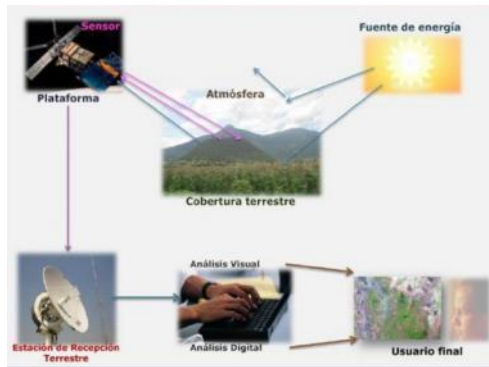 Sensor
Fuente de energía
Plataforma
Atmósfera
Cobertura terrestre
Análisis Visual
Estación de Recepción
Terrestre
Análisis Digital
Usuario final